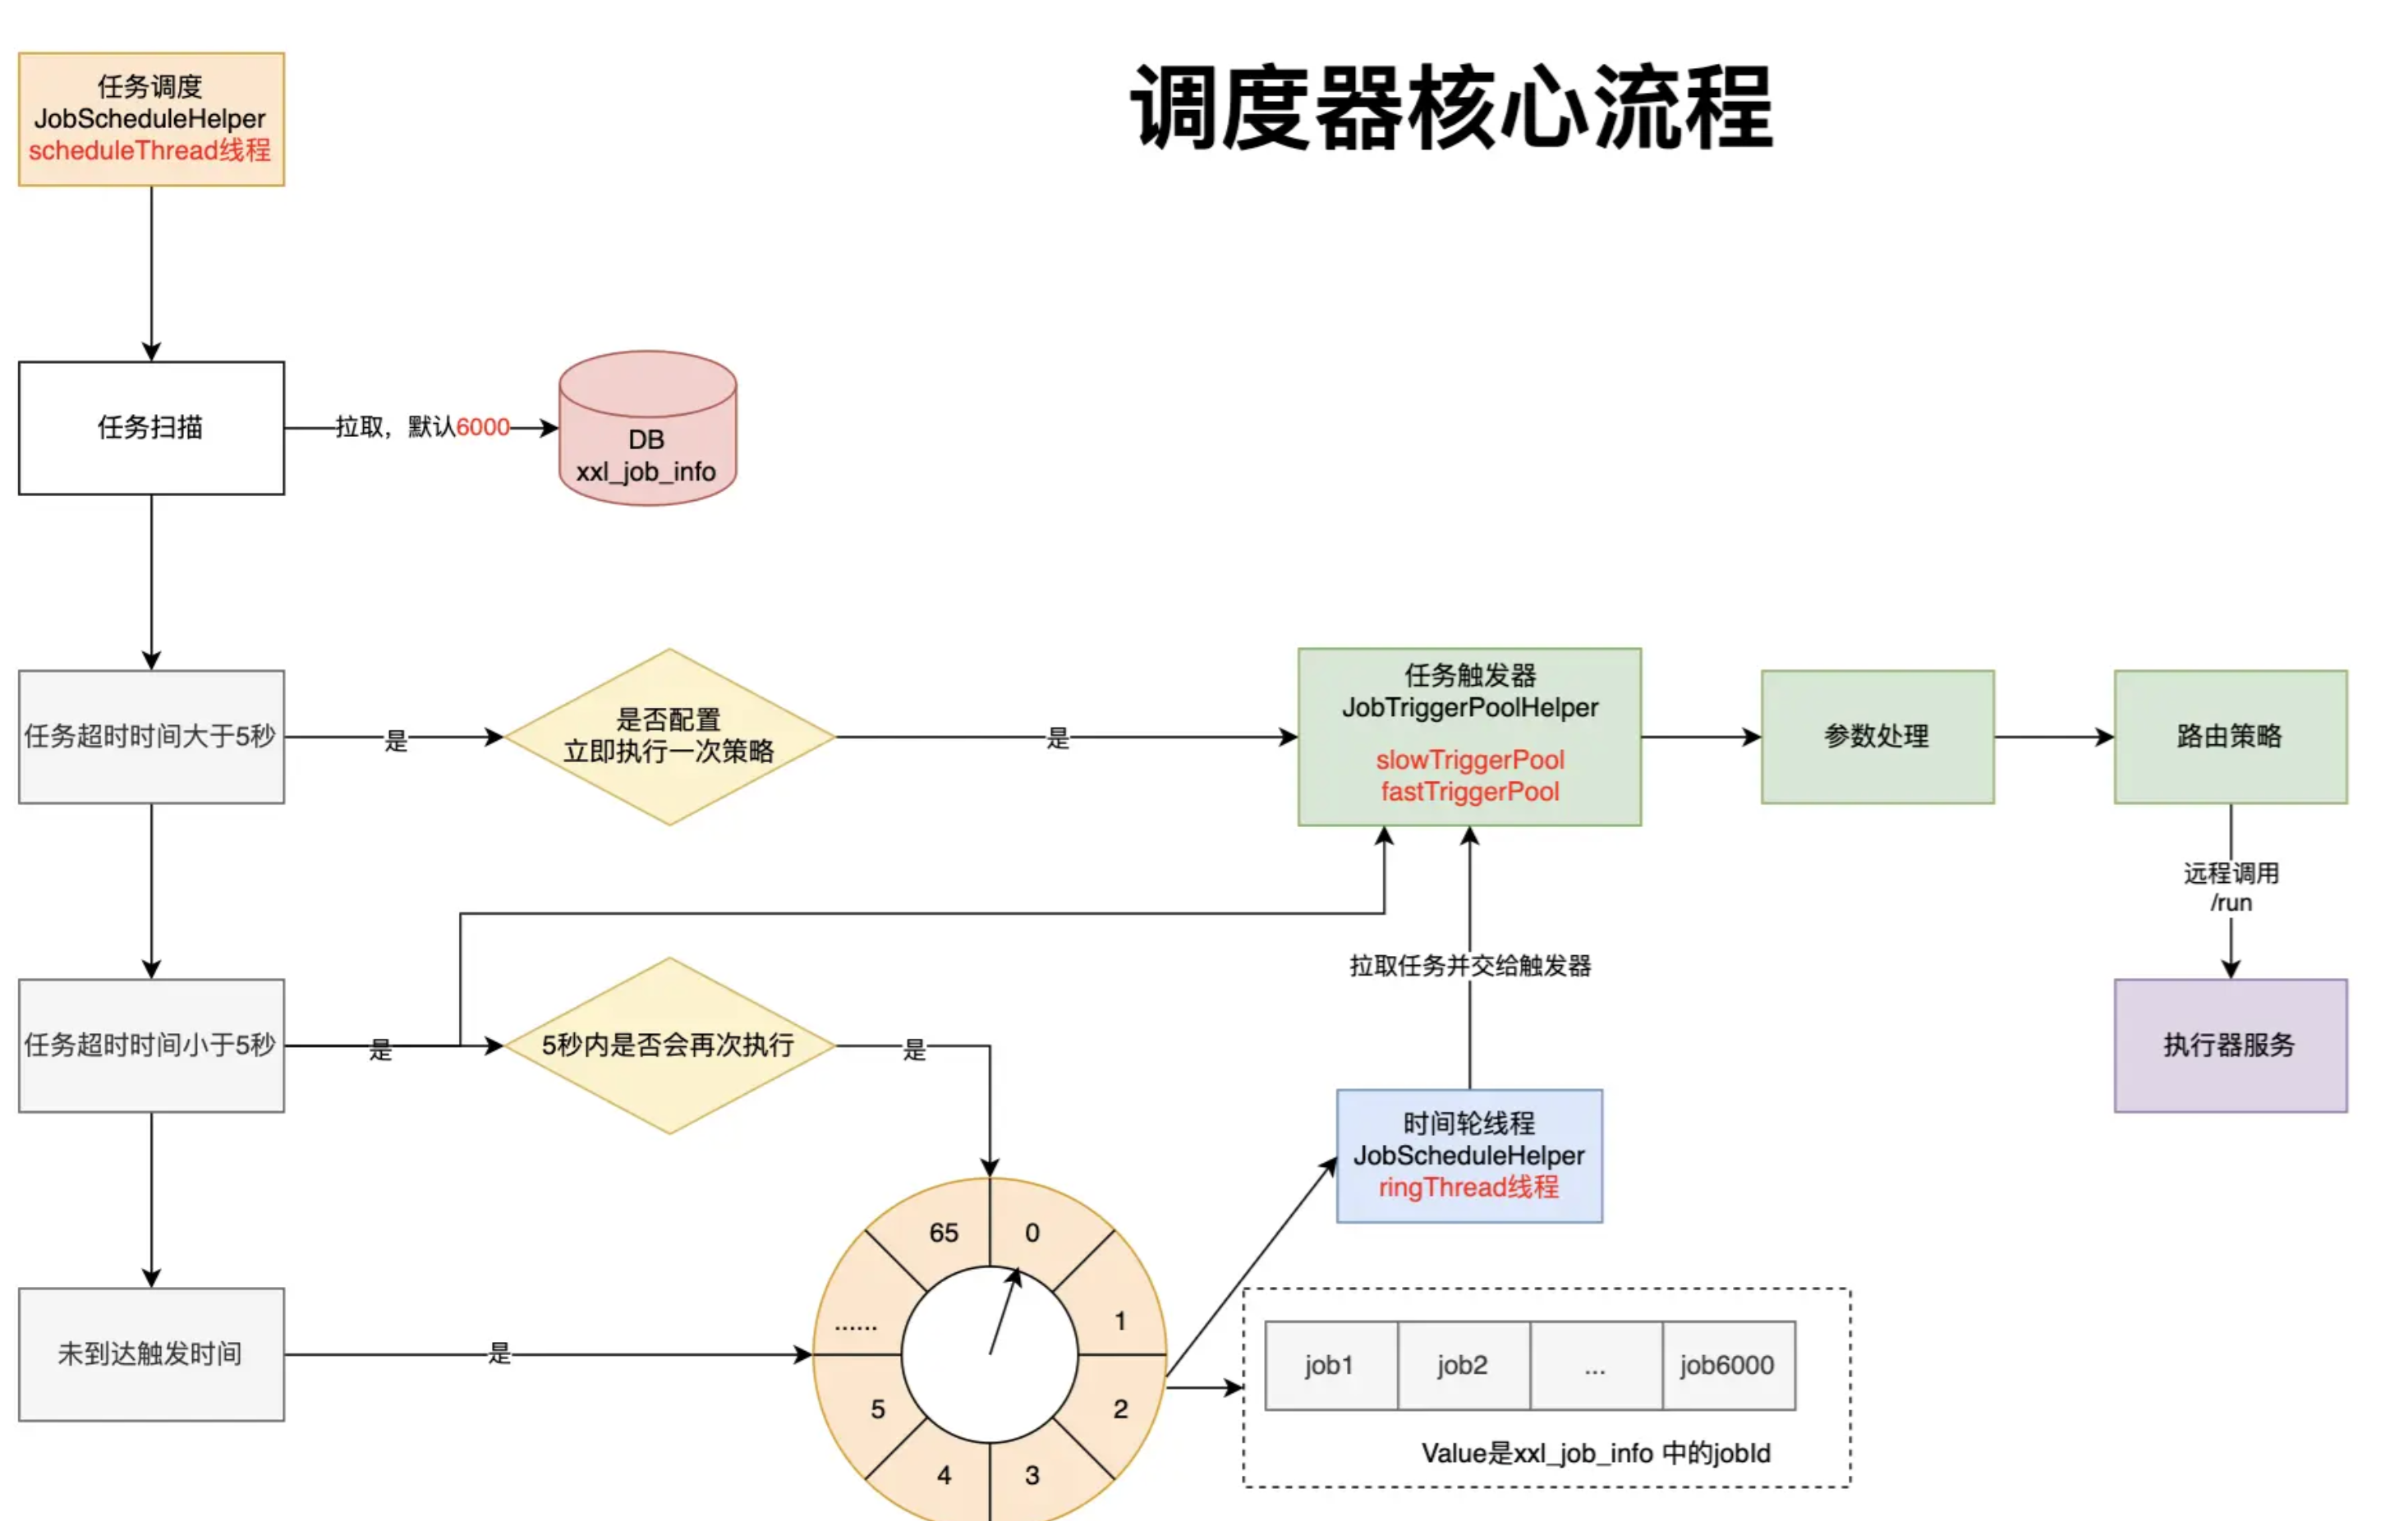 调度器核心流程
任务调度
JobScheduleHelper
scheduleThread线程
任务扫描
拉取，默认6000
DB
xxl_job_info
任务超时时间大于5秒
是
是否配置
立即执行一次策略
是
任务触发器
JobTriggerPoolHelper
slowTriggerPool
fastTriggerPool
参数处理
路由策略
远程调用
/run
执行器服务
任务超时时间小于5秒
是
5秒内是否会再次执行
是
拉取任务并交给触发器
时间轮线程
JobScheduleHelper
ringThread线程
未到达触发时间
是
65
0
......
1
5
2
4
3
job1
job2
...
job6000
Value是xxl_job_info 中的jobId